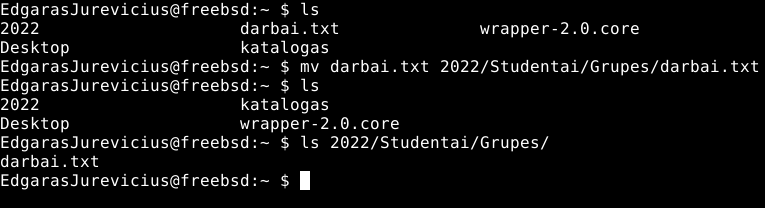 EdgarasJurevicius@freebsd:~ $ ls
2022                    darbai.txt              wrapper-2.0.core
Desktop                 katalogas
EdgarasJurevicius@freebsd:~ $ mv darbai.txt 2022/Studentai/Grupes/darbai.txt
EdgarasJurevicius@freebsd:~ $ ls
2022                    katalogas
Desktop                 wrapper-2.0.core
EdgarasJurevicius@freebsd:~ $ ls 2022/Studentai/Grupes/
darbai.txt
EdgarasJurevicius@freebsd:~ $